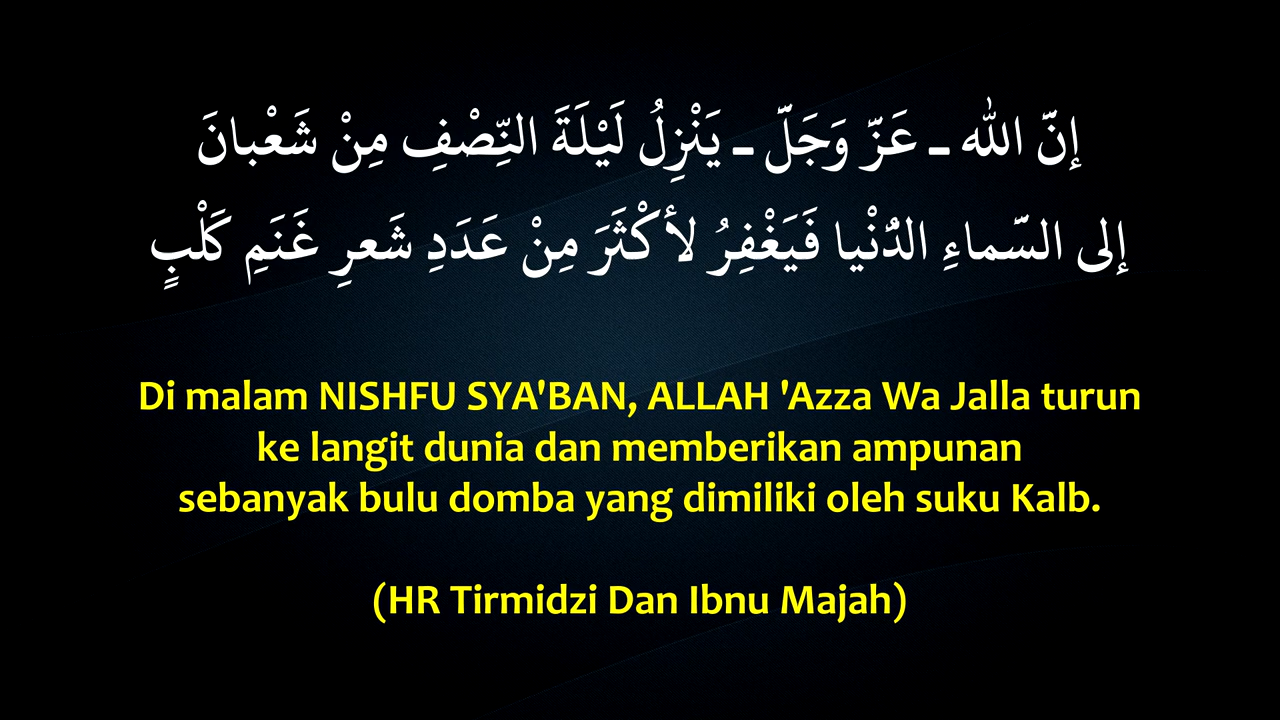 إنّ الله ـ عَزّ وَجَلّ ـ يَنْزِلُ لَيْلَةَ النِّصْفِ مِنْ شَعْبانَ
إلى السّماءِ الدُنْيا فَيَغْفِرُ لأكْثَرَ مِنْ عَدَدِ شَعرِ غَنَمِ كَلْبٍ
Di malam NISHFU SYA'BAN, ALLAH 'Azza Wa Jalla turun
ke langit dunia dan memberikan ampunan
sebanyak bulu domba yang dimiliki oleh suku Kalb.
(HR Tirmidzi Dan Ibnu Majah)